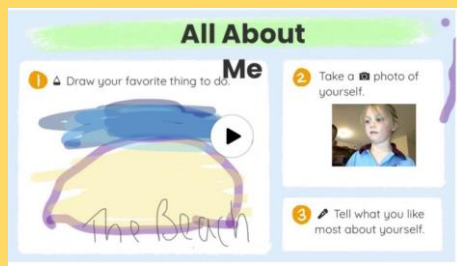 All About
Me
1 Draw your favorite thing to do.
The Beach
2 Take a photo of
yourself.
3 Tell what you like
most about yourself.